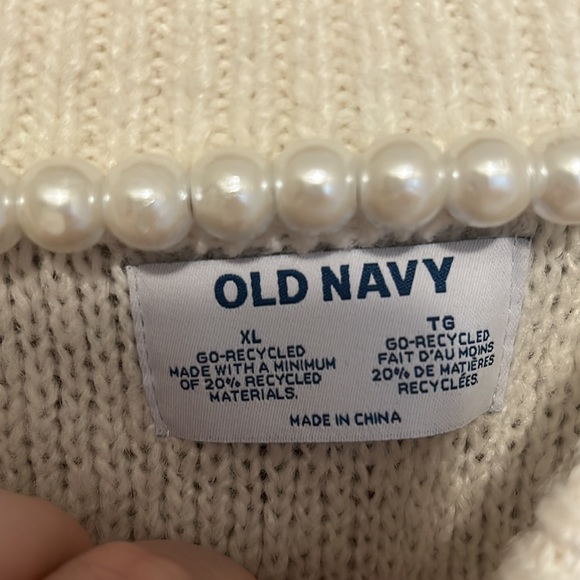 OLD NAVY
XL
GO-RECYCLED
MADE WITH A MINIMUM
OF 20% RECYCLED
MATERIALS.
TG
GO-RECYCLED
FAIT D'AU MOINS
20% DE MATIÈRES
RECYCLÉES.
MADE IN CHINA